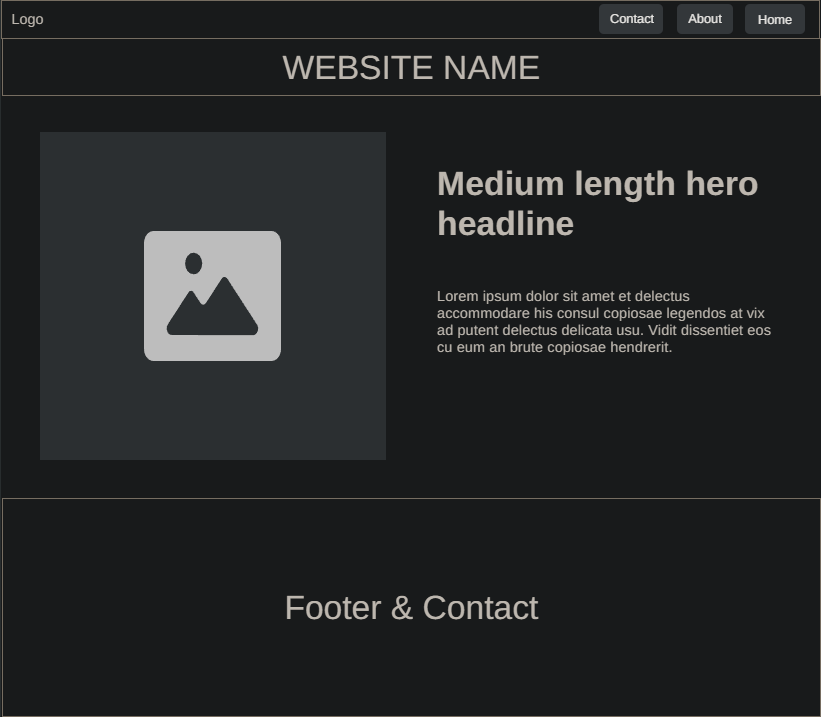 Logo
Contact
About
Home
WEBSITE NAME
Medium length hero
headline
Lorem ipsum dolor sit amet et delectus
accommodare his consul copiosae legendos at vix
ad putent delectus delicata usu. Vidit dissentiet eos
cu eum an brute copiosae hendrerit.
Footer & Contact